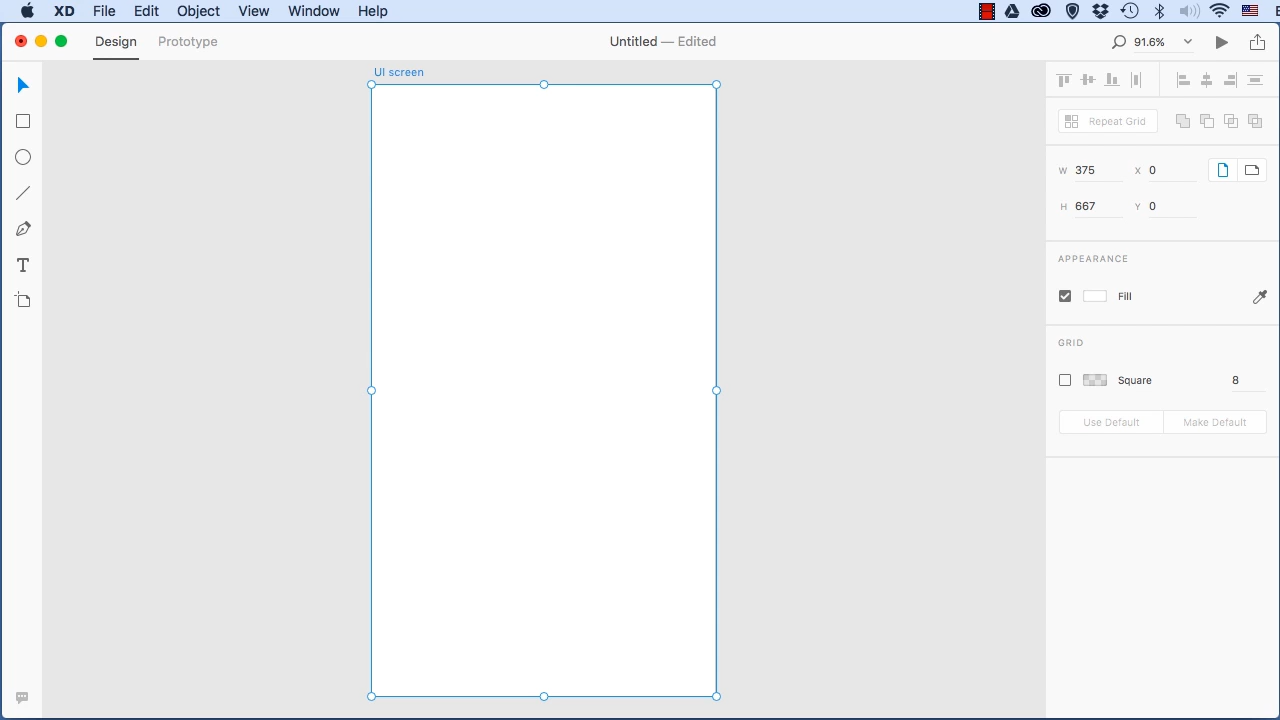 XD File Edit Object View Window Help
Design Prototype Untitled — Edited 91.6%
UI screen
Repeat Grid
W 375 X 0
H 667 Y 0
APPEARANCE
Fill
GRID
Square 8
Use Default Make Default
T